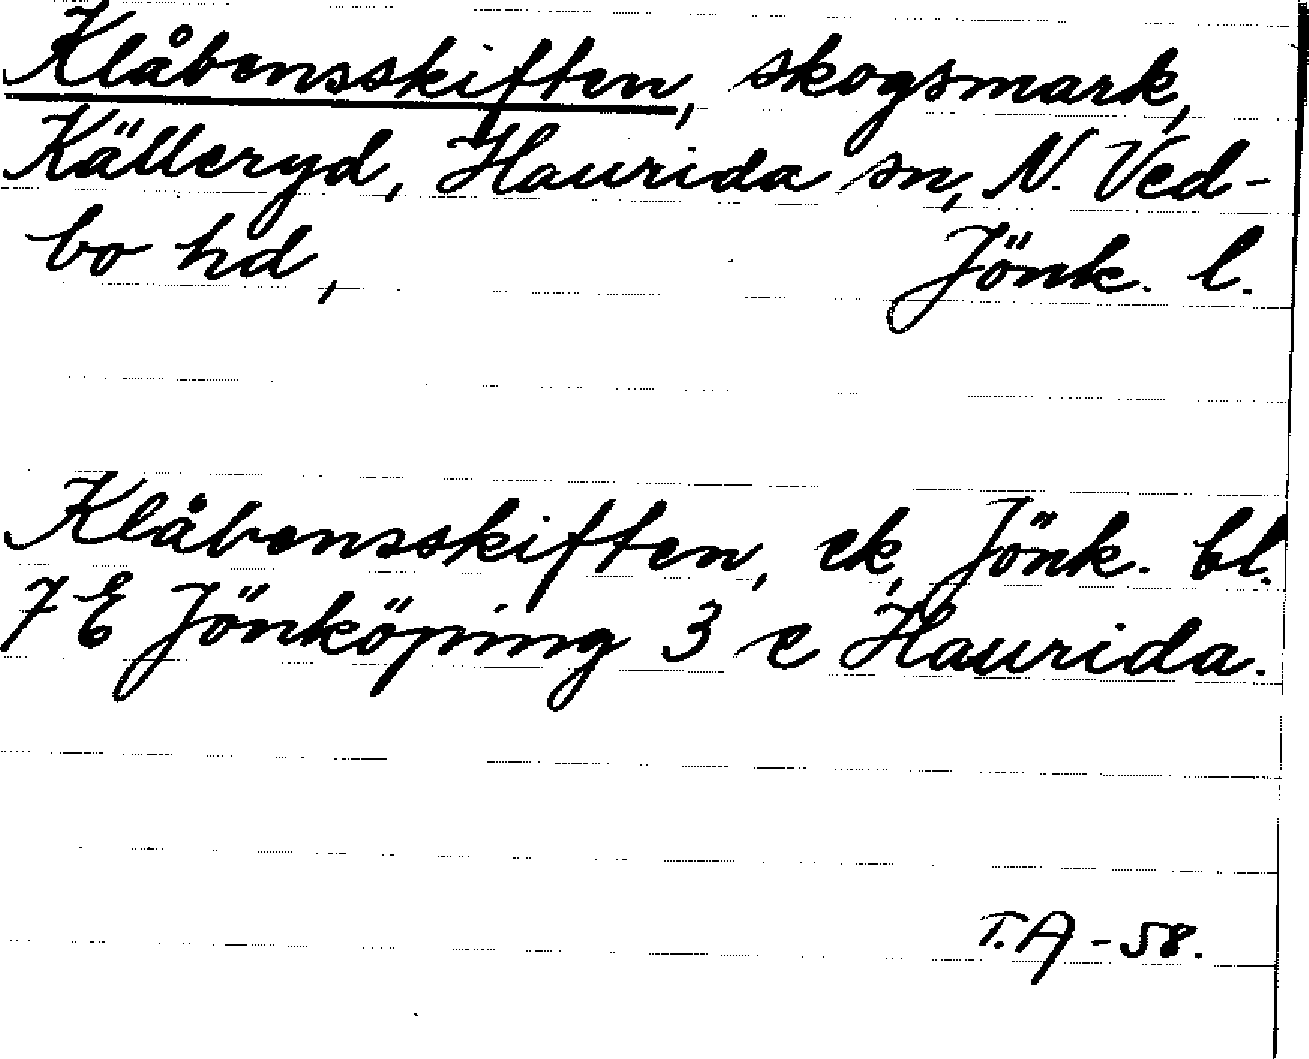 Klåbensskiften, skogsmark,
Källeryd, Haurida sn, N. Ved-
bo hd, Jönk. l.
Klåbensskiften, ek, Jönk. bl.
7 E Jönköping 3 c Haurida.
T.A -58.